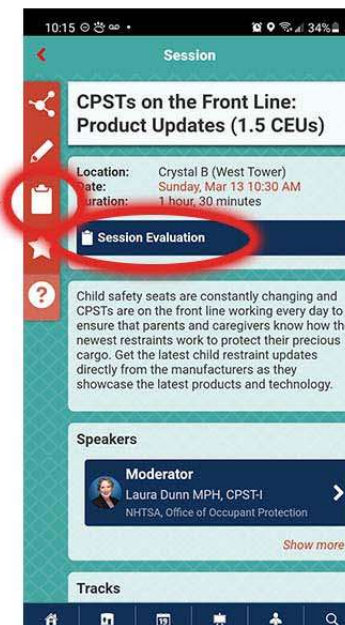 10:15
34%
Session
CPSTs on the Front Line:
Product Updates (1.5 CEUs)
Location: Crystal B (West Tower)
Date: Sunday, Mar 13 10:30 AM
Duration: 1 hour, 30 minutes
Session Evaluation
?
Child safety seats are constantly changing and
CPSTs are on the front line working every day to
ensure that parents and caregivers know how th
newest restraints work to protect their precious
cargo. Get the latest child restraint updates
directly from the manufacturers as they
showcase the latest products and technology.
Speakers
Moderator
Laura Dunn MPH, CPST-I
NHTSA, Office of Occupant Protection
Show more
Tracks
19